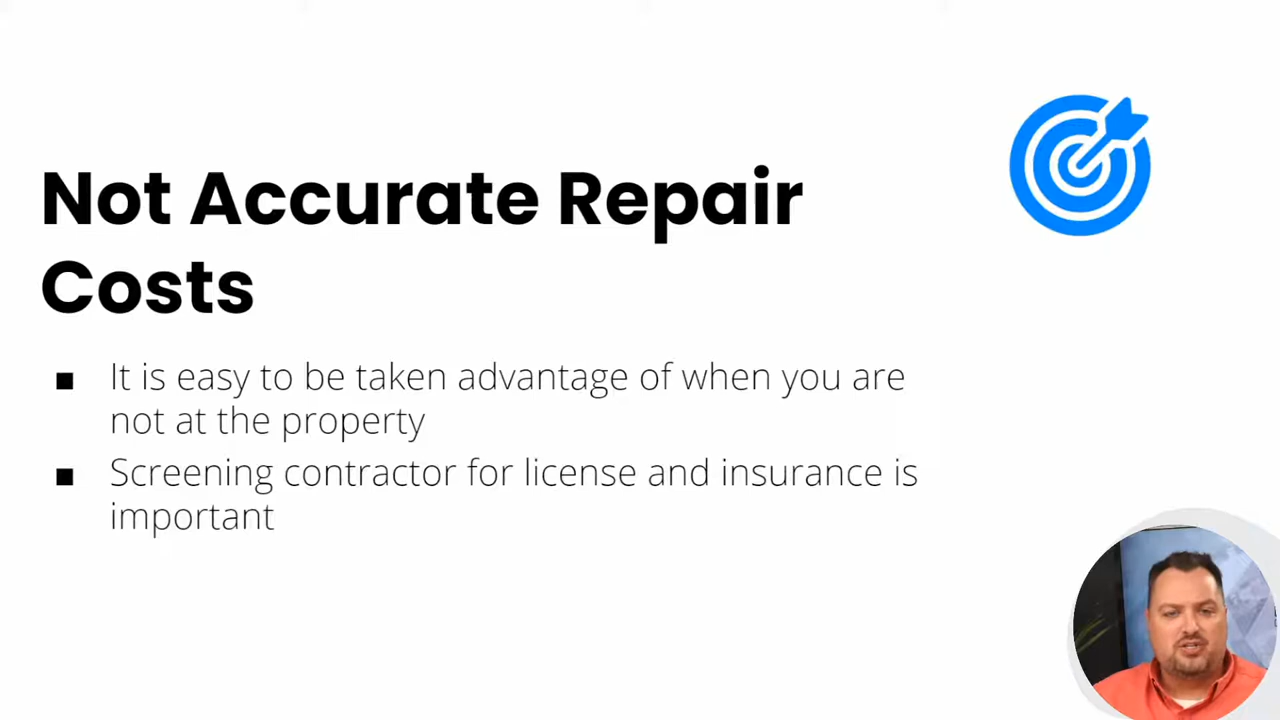 Not Accurate Repair
Costs
■ It is easy to be taken advantage of when you are
not at the property
■ Screening contractor for license and insurance is
important